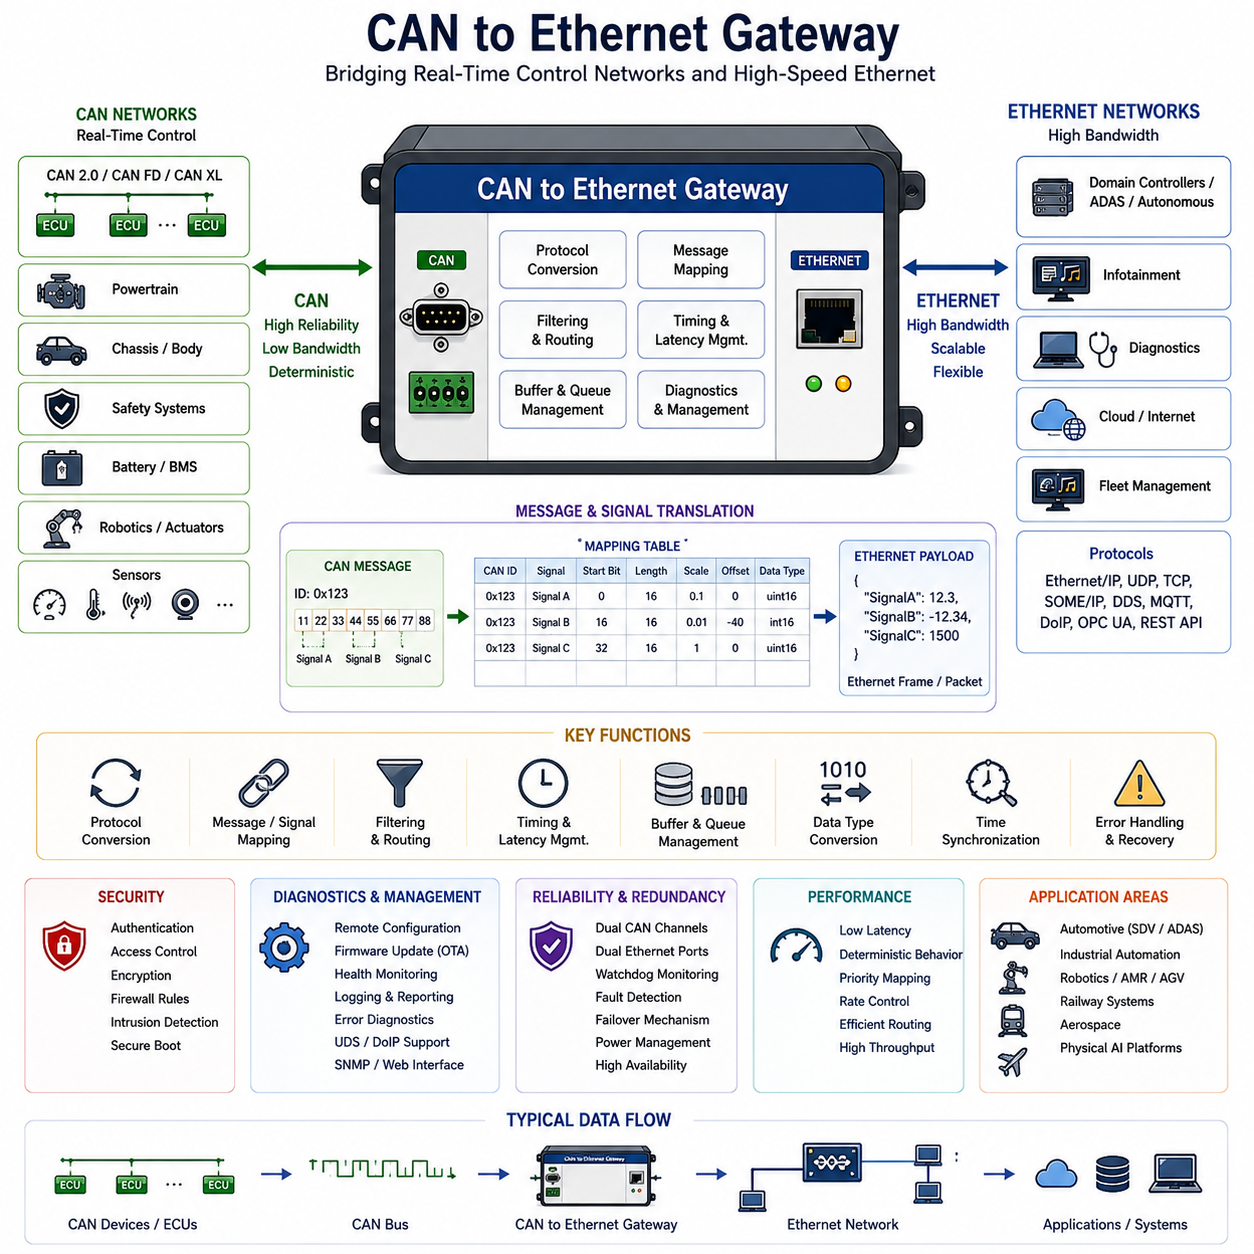 CAN to Ethernet Gateway
Bridging Real-Time Control Networks and High-Speed Ethernet
CAN NETWORKS
Real-Time Control
CAN 2.0 / CAN FD / CAN XL
ECU
ECU
...
ECU
Powertrain
Chassis / Body
Safety Systems
Battery / BMS
Robotics / Actuators
Sensors
...
CAN
High Reliability
Low Bandwidth
Deterministic
CAN to Ethernet Gateway
CAN
Protocol
Conversion
Message
Mapping
Filtering
& Routing
Timing &
Latency Mgmt.
Buffer & Queue
Management
Diagnostics
& Management
ETHERNET
ETHERNET
High Bandwidth
Scalable
Flexible
ETHERNET NETWORKS
High Bandwidth
Domain Controllers /
ADAS / Autonomous
Infotainment
Diagnostics
Cloud / Internet
Fleet Management
Protocols
Ethernet/IP, UDP, TCP,
SOME/IP, DDS, MQTT,
DoIP, OPC UA, REST API
MESSAGE & SIGNAL TRANSLATION
CAN MESSAGE
ID: 0x123
11 22 33 44 55 66 77 88
Signal A Signal B Signal C
* MAPPING TABLE *
CAN ID Signal Start Bit Length Scale Offset Data Type
0x123 Signal A 0 16 0.1 0 uint16
0x123 Signal B 16 16 0.01 -40 int16
0x123 Signal C 32 16 1 0 uint16
ETHERNET PAYLOAD
{
"SignalA": 12.3,
"SignalB": -12.34,
"SignalC": 1500
}
Ethernet Frame / Packet
KEY FUNCTIONS
Protocol
Conversion
Message / Signal
Mapping
Filtering
& Routing
Timing &
Latency Mgmt.
Buffer & Queue
Management
1010
Data Type
Conversion
Time
Synchronization
Error Handling
& Recovery
SECURITY
Authentication
Access Control
Encryption
Firewall Rules
Intrusion Detection
Secure Boot
DIAGNOSTICS & MANAGEMENT
Remote Configuration
Firmware Update (OTA)
Health Monitoring
Logging & Reporting
Error Diagnostics
UDS / DoIP Support
SNMP / Web Interface
RELIABILITY & REDUNDANCY
Dual CAN Channels
Dual Ethernet Ports
Watchdog Monitoring
Fault Detection
Failover Mechanism
Power Management
High Availability
PERFORMANCE
Low Latency
Deterministic Behavior
Priority Mapping
Rate Control
Efficient Routing
High Throughput
APPLICATION AREAS
Automotive (SDV / ADAS)
Industrial Automation
Robotics / AMR / AGV
Railway Systems
Aerospace
Physical AI Platforms
TYPICAL DATA FLOW
ECU
ECU
...
ECU
CAN Devices / ECUs
CAN Bus
CAN to Ethernet Gateway
CAN to Ethernet Gateway
Ethernet Network
Applications / Systems